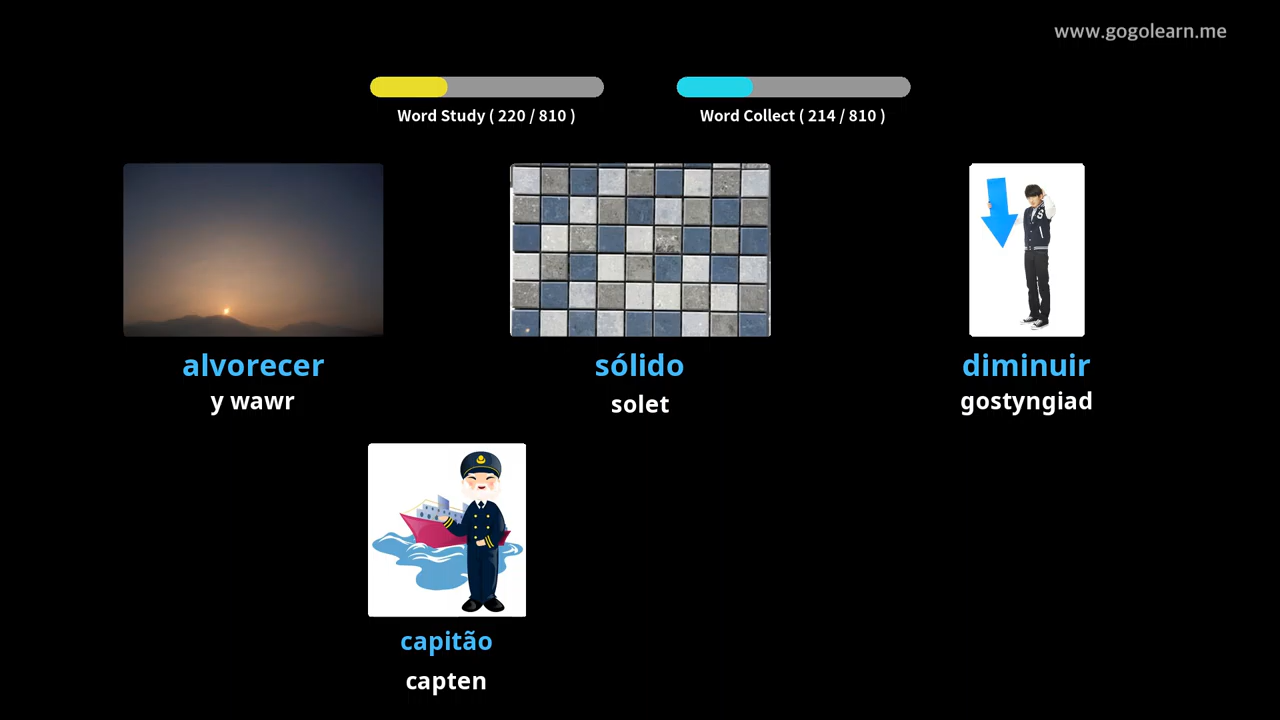 www.gogolearn.me
Word Study ( 220 / 810 )
Word Collect ( 214 / 810 )
alvorecer
y wawr
sólido
solet
diminuir
gostyngiad
capitão
capten